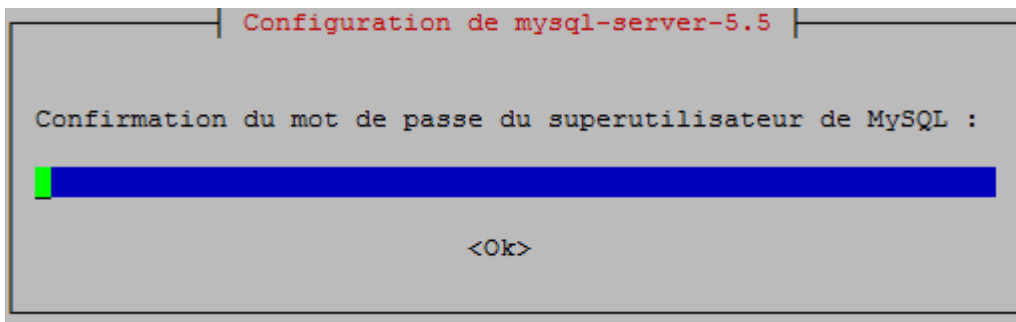 Configuration de mysql-server-5.5
Confirmation du mot de passe du superutilisateur de MySQL :
<Ok>